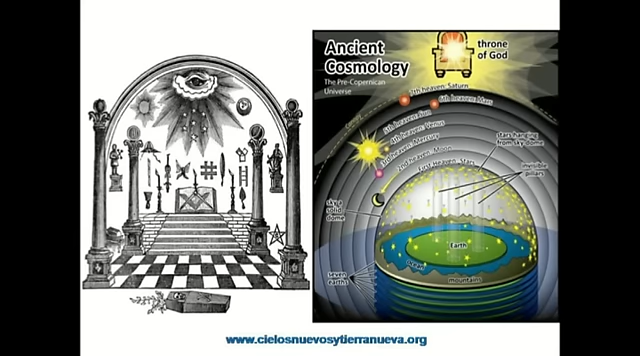 Ancient
Cosmology
The Pre-Copernican
Universe
throne
of God
7th heaven: Saturn
6th heaven: Mars
5th heaven: Sun
4th heaven: Venus
3rd heaven: Mercury
2nd heaven: Moon
First Heaven: Stars
stars hanging
from sky dome
invisible
pillars
sky a
solid
dome
Earth
ocean
mountains
seven
earths
www.cielosnuevosytierranueva.org